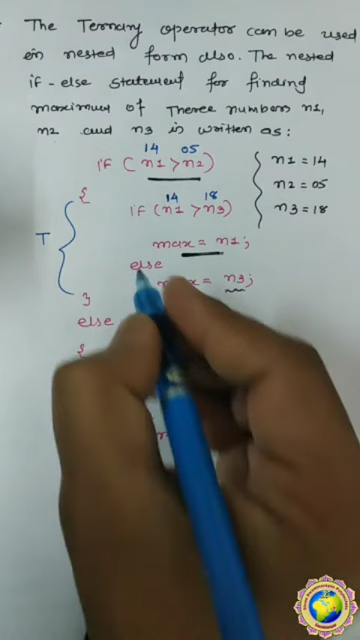 The Ternary operator can be used
in nested form also. The nested
if-else statement for finding
maximum of Theree numbers n1,
n2 and n3 is written as:
14 05
if (n1>n2)
n1=14
{
n2=05
14 18
if (n1>n3)
n3=18
T
max = n1;
else
= n3;
}
else
{